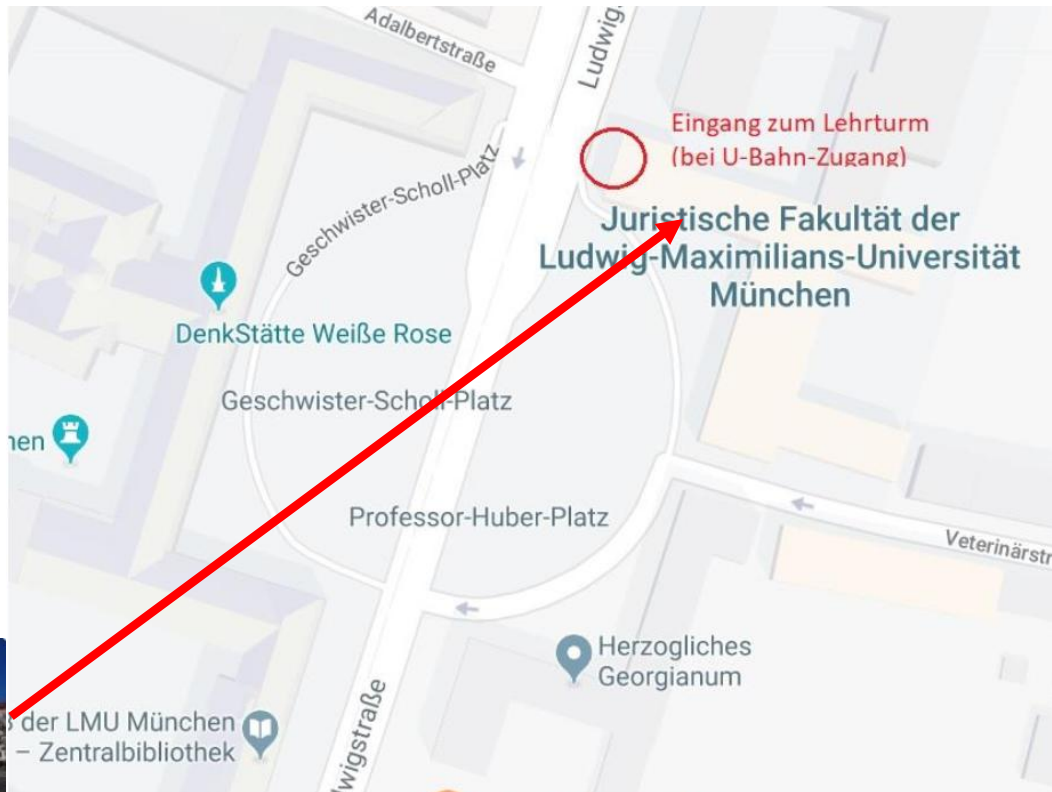 Adalbertstraße
Ludwig
Eingang zum Lehrturm
(bei U-Bahn-Zugang)
Geschwister-Scholl-Platz
Juristische Fakultät der
Ludwig-Maximilians-Universität
München
DenkStätte Weiße Rose
Geschwister-Scholl-Platz
nen
Professor-Huber-Platz
Veterinärstr
Herzogliches
Georgianum
der LMU München
– Zentralbibliothek
wigstraße